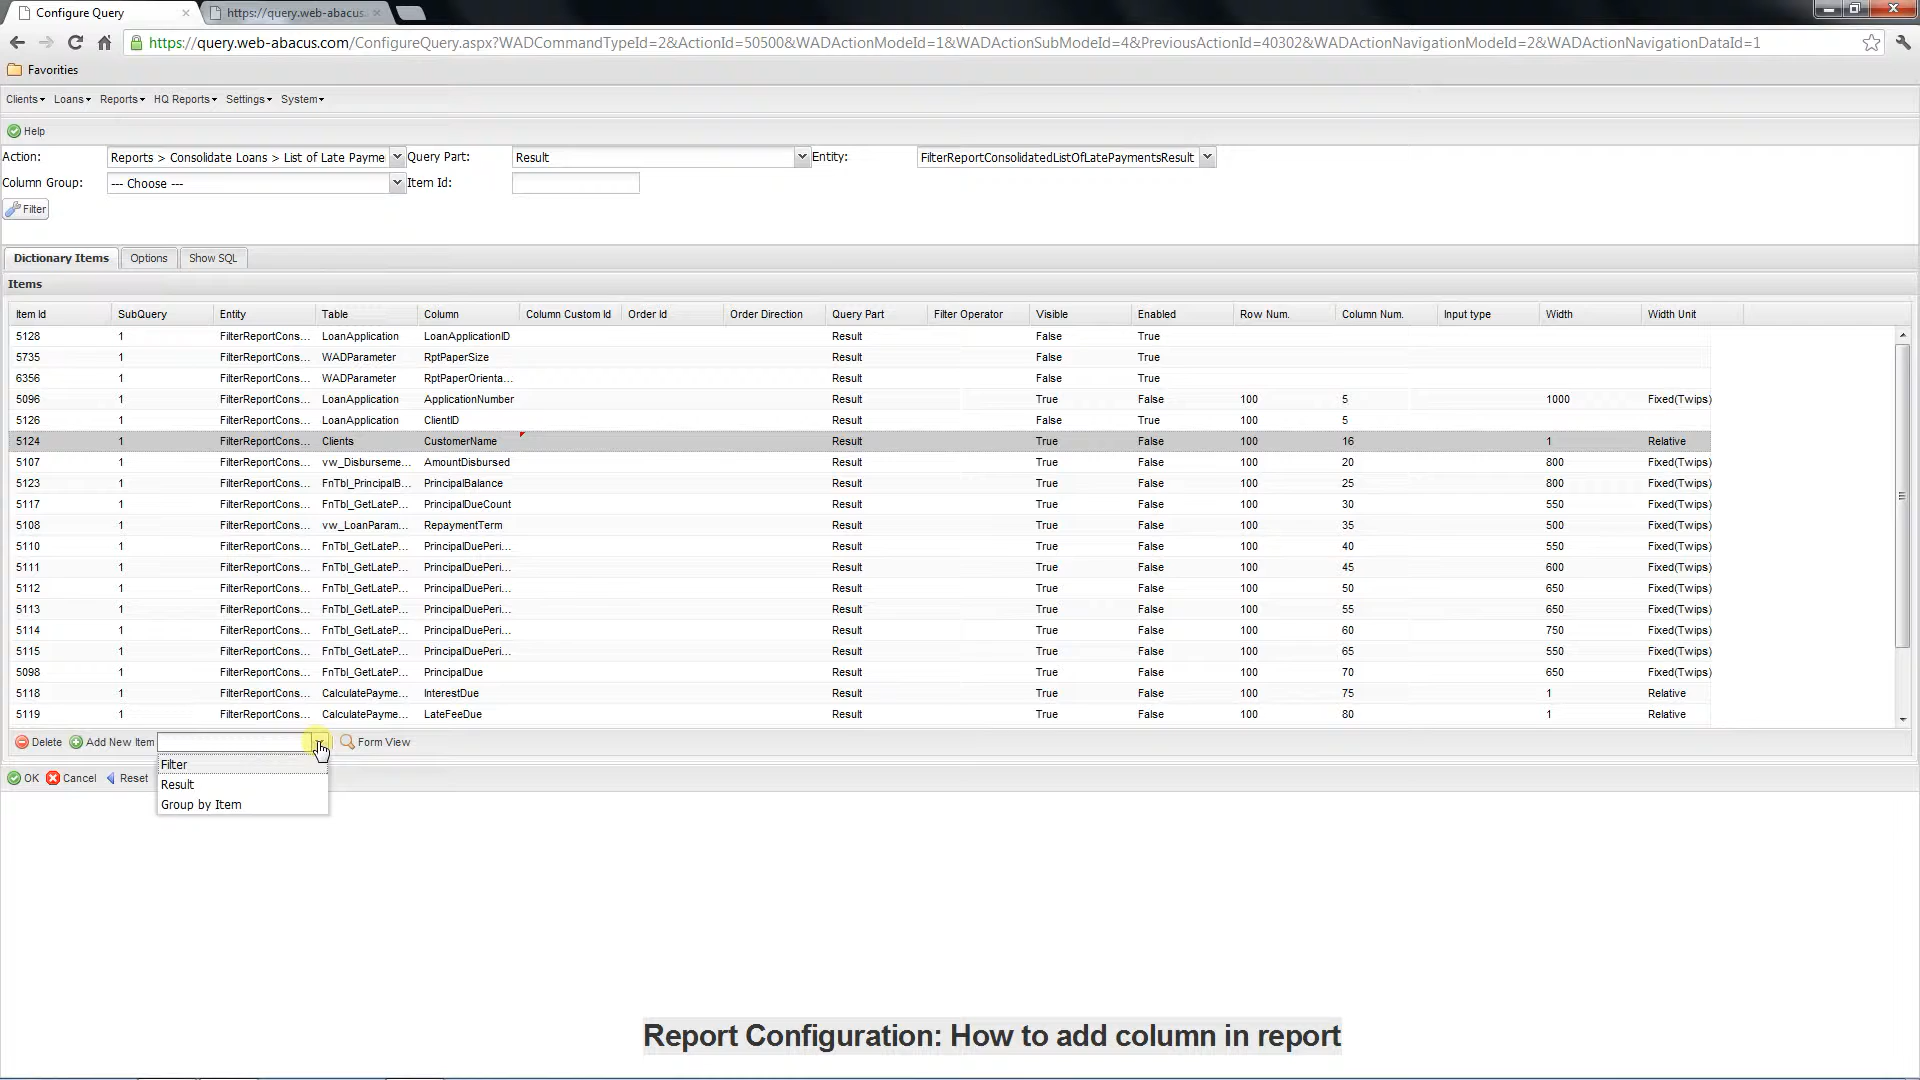 Configure Query
https://query.web-abacus.
https://query.web-abacus.com/ConfigureQuery.aspx?WADCommandTypeId=2&ActionId=50500&WADActionModeId=1&WADActionSubModeId=4&PreviousActionId=40302&WADActionNavigationModeId=2&WADActionNavigationDataId=1
Favorities
Clients Loans Reports HQ Reports Settings System
Help
Action: Reports > Consolidate Loans > List of Late Payme Query Part: Result Entity: FilterReportConsolidatedListOfLatePaymentsResult
Column Group: --- Choose --- Item Id:
Filter
Dictionary Items Options Show SQL
Items
Item Id SubQuery Entity Table Column Column Custom Id Order Id Order Direction Query Part Filter Operator Visible Enabled Row Num. Column Num. Input type Width Width Unit
5128 1 FilterReportCons... LoanApplication LoanApplicationID Result False True
5735 1 FilterReportCons... WADParameter RptPaperSize Result False True
6356 1 FilterReportCons... WADParameter RptPaperOrienta... Result False True
5096 1 FilterReportCons... LoanApplication ApplicationNumber Result True False 100 5 1000 Fixed(Twips)
5126 1 FilterReportCons... LoanApplication ClientID Result False True 100 5
5124 1 FilterReportCons... Clients CustomerName Result True False 100 16 1 Relative
5107 1 FilterReportCons... vw_Disburseme... AmountDisbursed Result True False 100 20 800 Fixed(Twips)
5123 1 FilterReportCons... FnTbl_PrincipalB... PrincipalBalance Result True False 100 25 800 Fixed(Twips)
5117 1 FilterReportCons... FnTbl_GetLateP... PrincipalDueCount Result True False 100 30 550 Fixed(Twips)
5108 1 FilterReportCons... vw_LoanParam... RepaymentTerm Result True False 100 35 500 Fixed(Twips)
5110 1 FilterReportCons... FnTbl_GetLateP... PrincipalDuePeri... Result True False 100 40 550 Fixed(Twips)
5111 1 FilterReportCons... FnTbl_GetLateP... PrincipalDuePeri... Result True False 100 45 600 Fixed(Twips)
5112 1 FilterReportCons... FnTbl_GetLateP... PrincipalDuePeri... Result True False 100 50 650 Fixed(Twips)
5113 1 FilterReportCons... FnTbl_GetLateP... PrincipalDuePeri... Result True False 100 55 650 Fixed(Twips)
5114 1 FilterReportCons... FnTbl_GetLateP... PrincipalDuePeri... Result True False 100 60 750 Fixed(Twips)
5115 1 FilterReportCons... FnTbl_GetLateP... PrincipalDuePeri... Result True False 100 65 550 Fixed(Twips)
5098 1 FilterReportCons... FnTbl_GetLateP... PrincipalDue Result True False 100 70 650 Fixed(Twips)
5118 1 FilterReportCons... CalculatePayme... InterestDue Result True False 100 75 1 Relative
5119 1 FilterReportCons... CalculatePayme... LateFeeDue Result True False 100 80 1 Relative
Delete Add New Item Form View
Filter
OK Cancel Reset Result
Group by Item
Report Configuration: How to add column in report